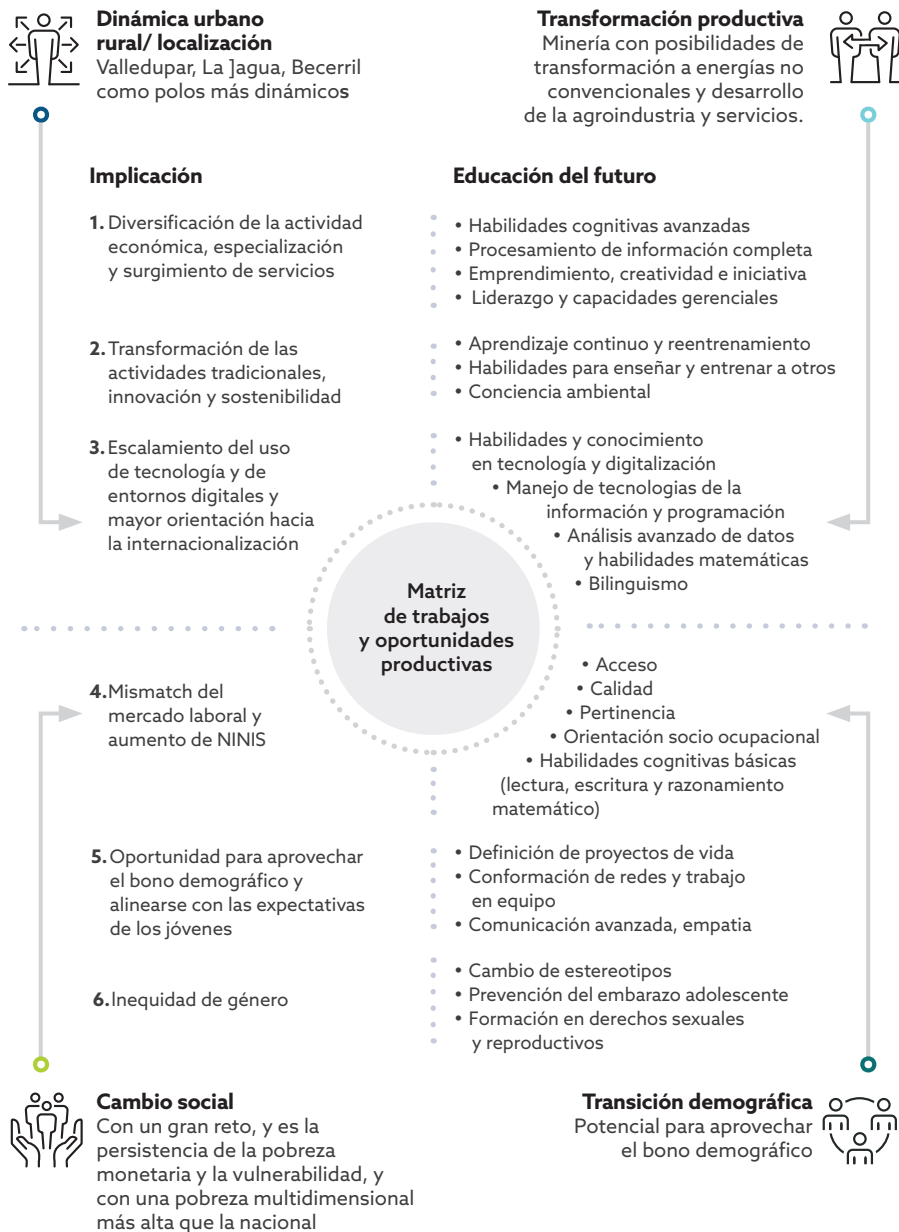 Dinámica urbano
rural/ localización
Valledupar, La ]agua, Becerril
como polos más dinámicos
Transformación productiva
Minería con posibilidades de
transformación a energías no
convencionales y desarrollo
de la agroindustria y servicios.
Implicación
Educación del futuro
1. Diversificación de la actividad
económica, especialización
y surgimiento de servicios
• Habilidades cognitivas avanzadas
• Procesamiento de información completa
• Emprendimiento, creatividad e iniciativa
• Liderazgo y capacidades gerenciales
2. Transformación de las
actividades tradicionales,
innovación y sostenibilidad
• Aprendizaje continuo y reentrenamiento
• Habilidades para enseñar y entrenar a otros
• Conciencia ambiental
3. Escalamiento del uso
de tecnología y de
entornos digitales y
mayor orientación hacia
la internacionalización
• Habilidades y conocimiento
en tecnología y digitalización
• Manejo de tecnologias de la
información y programación
• Análisis avanzado de datos
y habilidades matemáticas
• Bilinguismo
Matriz
de trabajos
y oportunidades
productivas
4. Mismatch del
mercado laboral y
aumento de NINIS
• Acceso
• Calidad
• Pertinencia
• Orientación socio ocupacional
• Habilidades cognitivas básicas
(lectura, escritura y razonamiento
matemático)
5. Oportunidad para aprovechar
el bono demográfico y
alinearse con las expectativas
de los jóvenes
• Definición de proyectos de vida
• Conformación de redes y trabajo
en equipo
• Comunicación avanzada, empatia
6. Inequidad de género
• Cambio de estereotipos
• Prevención del embarazo adolescente
• Formación en derechos sexuales
y reproductivos
Cambio social
Con un gran reto, y es la
persistencia de la pobreza
monetaria y la vulnerabilidad, y
con una pobreza multidimensional
más alta que la nacional
Transición demográfica
Potencial para aprovechar
el bono demográfico